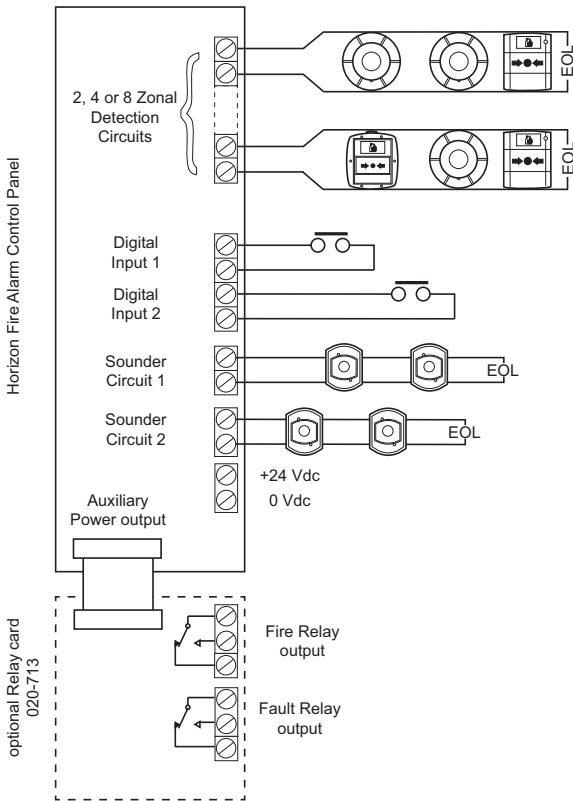 Horizon Fire Alarm Control Panel
2, 4 or 8 Zonal
Detection
Circuits
EOL
EOL
Digital
Input 1
Digital
Input 2
Sounder
Circuit 1
EOL
Sounder
Circuit 2
EOL
+24 Vdc
0 Vdc
Auxiliary
Power output
optional Relay card
020-713
Fire Relay
output
Fault Relay
output